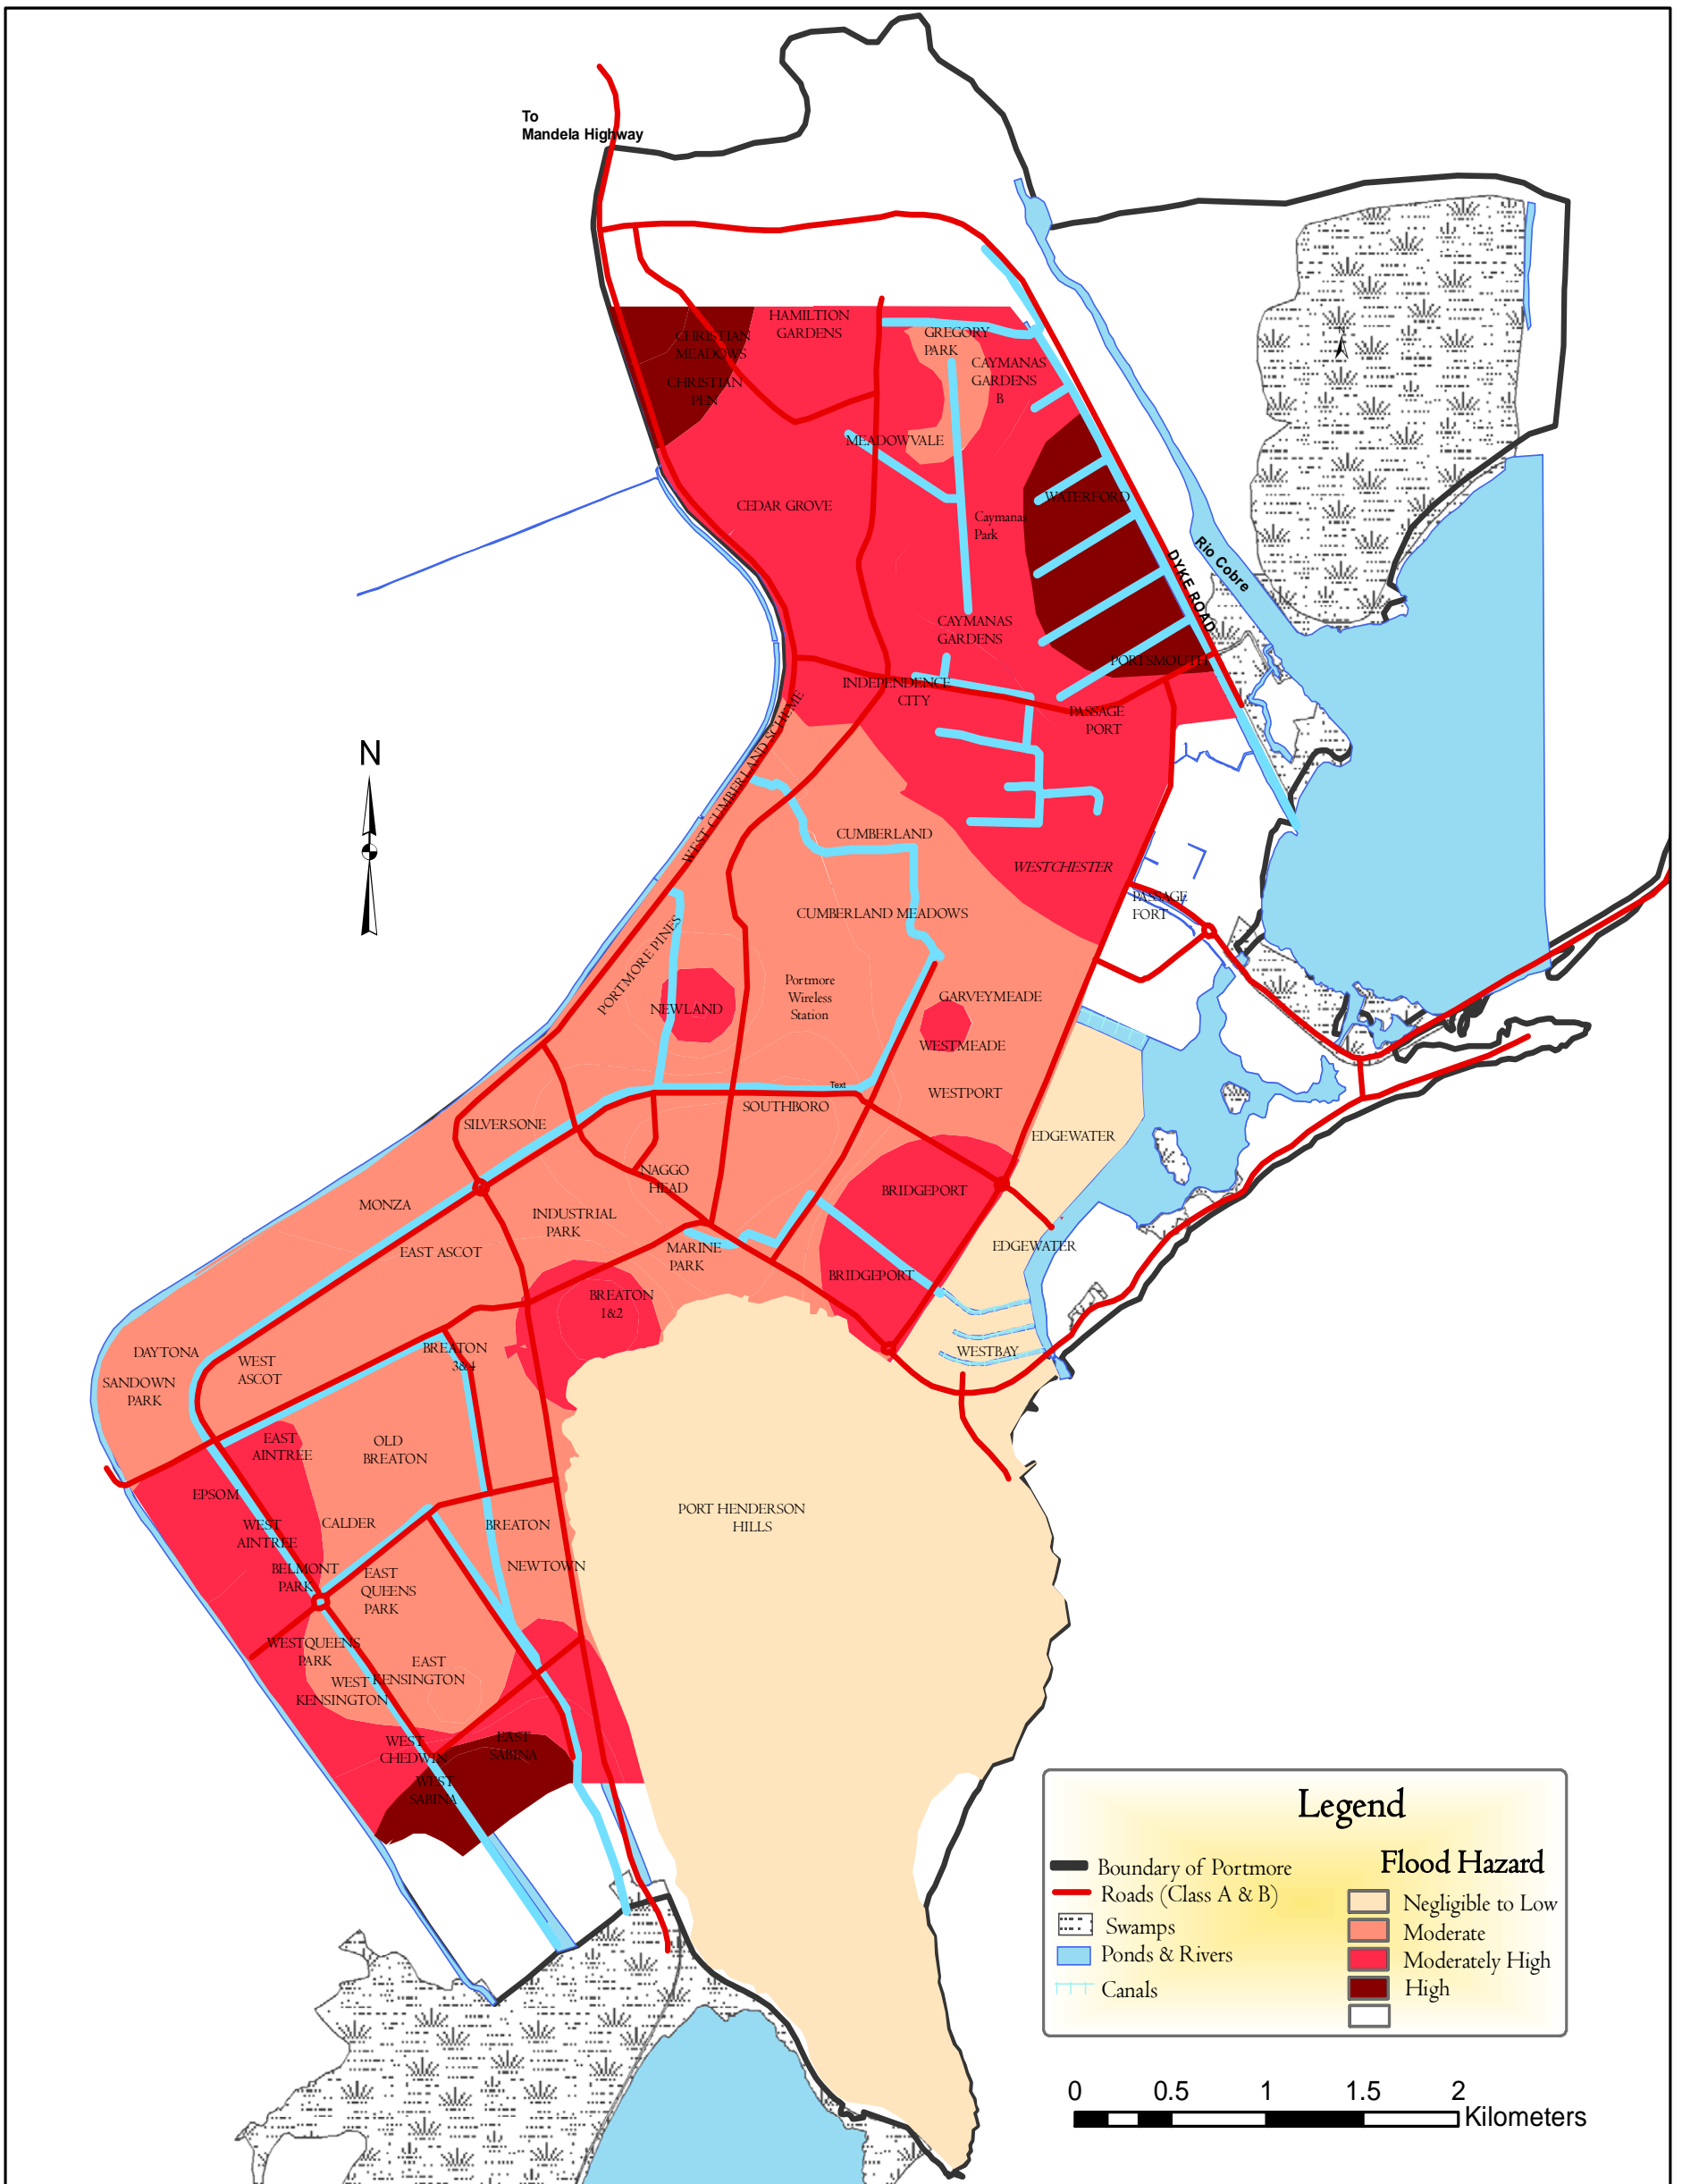 To
Mandela Highway
HAMILTION
GARDENS
CHRISTIAN
MEADOWS
GREGORY
PARK
CAYMANAS
GARDENS
B
CHRISTIAN
PEN
N
MEADOWVALE
CEDAR GROVE
WATERFORD
Caymanas
Park
Rio Cobre
DYKE ROAD
CAYMANAS
GARDENS
PORTSMOUTH
INDEPENDENCE
CITY
PASSAGE
PORT
N
WEST CUMBERLAND SCHEME
CUMBERLAND
WESTCHESTER
PASSAGE
FORT
CUMBERLAND MEADOWS
PORTMORE PINES
Portmore
Wireless
Station
NEWLAND
GARVEYMEADE
WESTMEADE
Text
WESTPORT
SOUTHBORO
SILVERSONE
EDGEWATER
NAGGO
HEAD
BRIDGEPORT
MONZA
INDUSTRIAL
PARK
EAST ASCOT
MARINE
PARK
EDGEWATER
BRIDGEPORT
BREATON
1&2
DAYTONA
WEST
ASCOT
BREATON
3&4
WESTBAY
SANDOWN
PARK
EAST
AINTREE
OLD
BREATON
EPSOM
PORT HENDERSON
HILLS
WEST
AINTREE
CALDER
BREATON
NEWTOWN
BELMONT
PARK
EAST
QUEENS
PARK
WESTQUEENS
PARK
EAST
KENSINGTON
WEST
KENSINGTON
WEST
CHEDWIN
EAST
SABINA
WEST
SABINA
Legend
Flood Hazard
Boundary of Portmore
Roads (Class A & B)
Swamps
Ponds & Rivers
Canals
Negligible to Low
Moderate
Moderately High
High
0 0.5 1 1.5 2
Kilometers